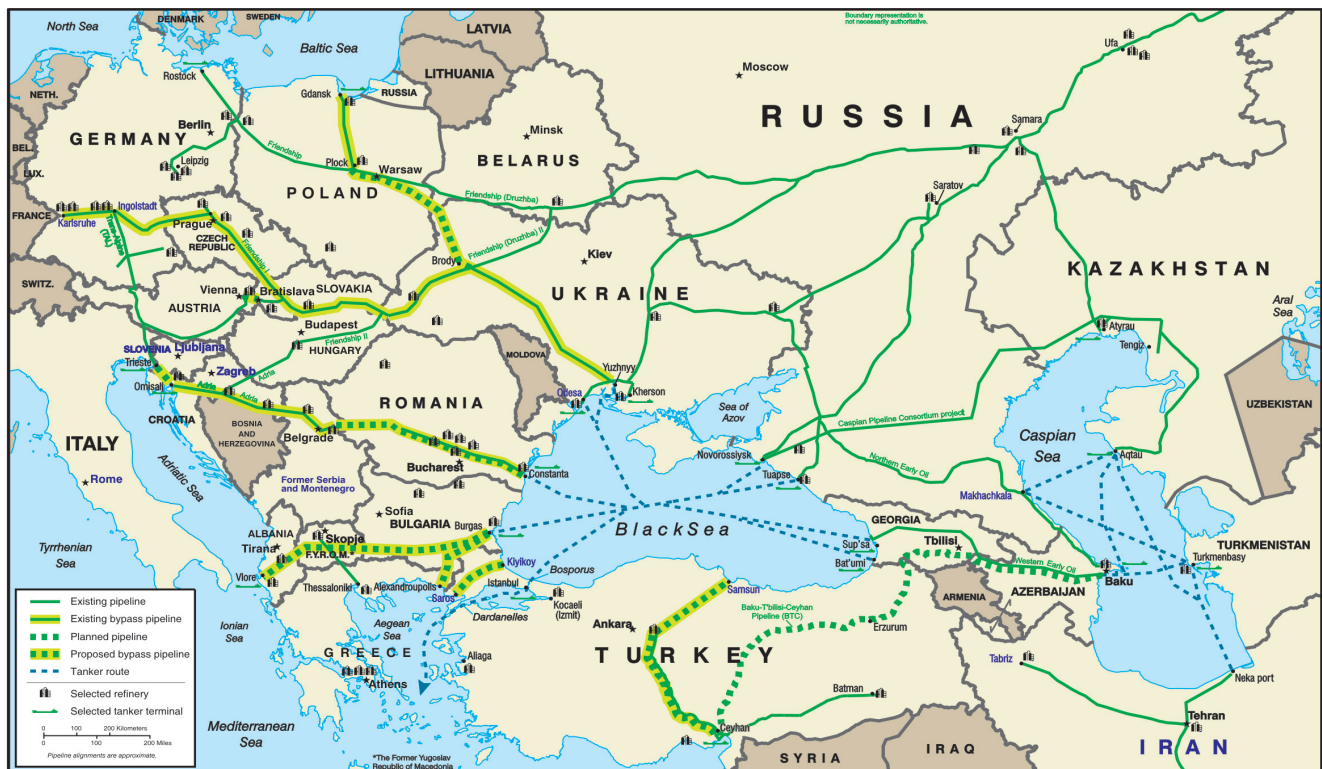 North Sea
DENMARK
SWEDEN
Baltic Sea
LATVIA
LITHUANIA
RUSSIA
Boundary representation is
not necessarily authoritative.
Ufa
Moscow
Rostock
Gdansk
NETH.
Berlin
GERMANY
Minsk
BELARUS
RUSSIA
Samara
BEL.
LUX.
Leipzig
Friendship
Plock
Warsaw
POLAND
Friendship (Druzhba)
Saratov
FRANCE
Karlsruhe
Ingolstadt
Trans-Alpine
(TAL)
Prague
CZECH
REPUBLIC
Friendship I
Brody
Friendship (Druzhba) II
Kiev
UKRAINE
KAZAKHSTAN
SWITZ.
Vienna
Bratislava
SLOVAKIA
AUSTRIA
Budapest
HUNGARY
Friendship II
Aral
Sea
Atyrau
Tengiz
SLOVENIA
Ljubljana
Trieste
Zagreb
Adria
Omisalj
Adria
Adria
MOLDOVA
Yuzhnyy
Odesa
Kherson
CROATIA
BOSNIA
AND
HERZEGOVINA
ROMANIA
Belgrade
Sea of
Azov
Caspian Pipeline Consortium project
UZBEKISTAN
ITALY
Adriatic Sea
Rome
Bucharest
Constanta
Novorossiysk
Tuapse
Northern Early Oil
Caspian
Sea
Aqtau
Former Serbia
and Montenegro
Makhachkala
Sofia
BULGARIA
Burgas
Black Sea
GEORGIA
Sup'sa
Bat'umi
Tbilisi
Western Early Oil
Baku
TURKMENISTAN
Turkmenbasy
Tyrrhenian
Sea
ALBANIA
Tirana
Skopje
F.Y.R.O.M.*
Vlore
Kiyikoy
Bosporus
Thessaloniki
Alexandroupolis
Saros
Istanbul
Dardanelles
Kocaeli
(Izmit)
Samsun
Baku-T'bilisi-Ceyhan
Pipeline (BTC)
ARMENIA
AZERBAIJAN
Ionian
Sea
Aegean
Sea
GREECE
Athens
Aliaga
Ankara
TURKEY
Erzurum
Batman
Ceyhan
Tabriz
Neka port
Tehran
IRAN
Mediterranean
Sea
SYRIA
IRAQ
*The Former Yugoslav
Republic of Macedonia
Existing pipeline
Existing bypass pipeline
Planned pipeline
Proposed bypass pipeline
Tanker route
Selected refinery
Selected tanker terminal
0 100 200 Kilometers
0 100 200 Miles
Pipeline alignments are approximate.